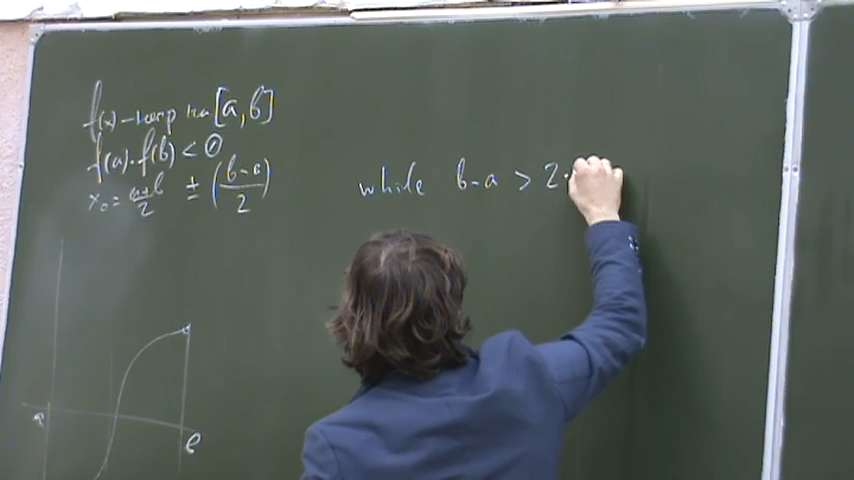 f(x) – непр на [a, b]
f(a)·f(b) < 0
x₀ = a+b/2 ± (b-a/2)
while b-a > 2·
a
b